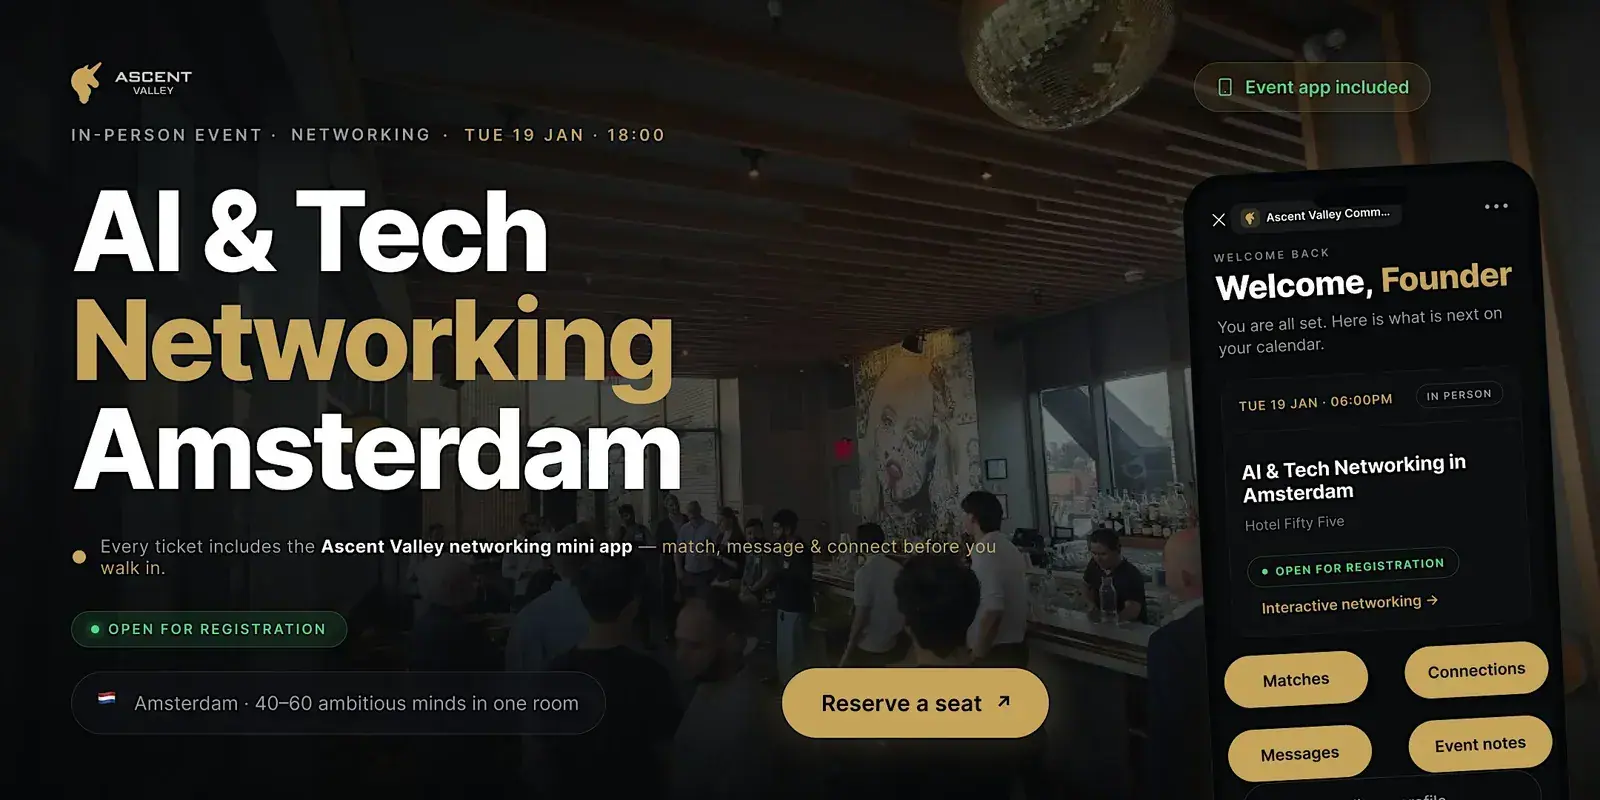 ASCENT
VALLEY
Event app included
IN-PERSON EVENT · NETWORKING · TUE 19 JAN · 18:00
AI & Tech
Networking
Amsterdam
Every ticket includes the Ascent Valley networking mini app — match, message & connect before you
walk in.
OPEN FOR REGISTRATION
Amsterdam · 40–60 ambitious minds in one room
Reserve a seat ↗
Ascent Valley Comm...
WELCOME BACK
Welcome, Founder
You are all set. Here is what is next on
your calendar.
TUE 19 JAN · 06:00PM
IN PERSON
AI & Tech Networking in
Amsterdam
Hotel Fifty Five
OPEN FOR REGISTRATION
Interactive networking →
Matches
Connections
Messages
Event notes